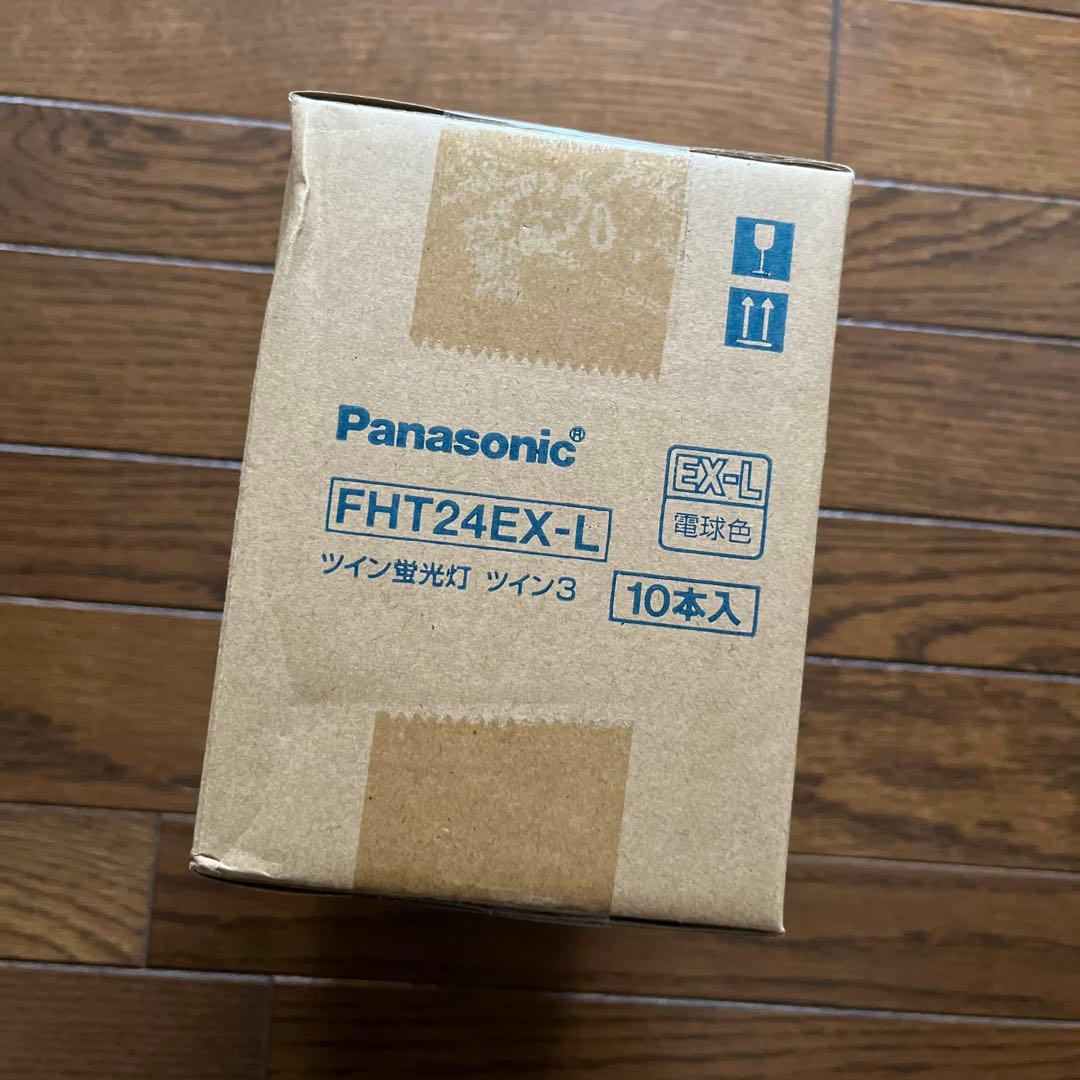 Panasonic®
FHT24EX-L
ツイン蛍光灯 ツイン3
EX-L
電球色
10本入